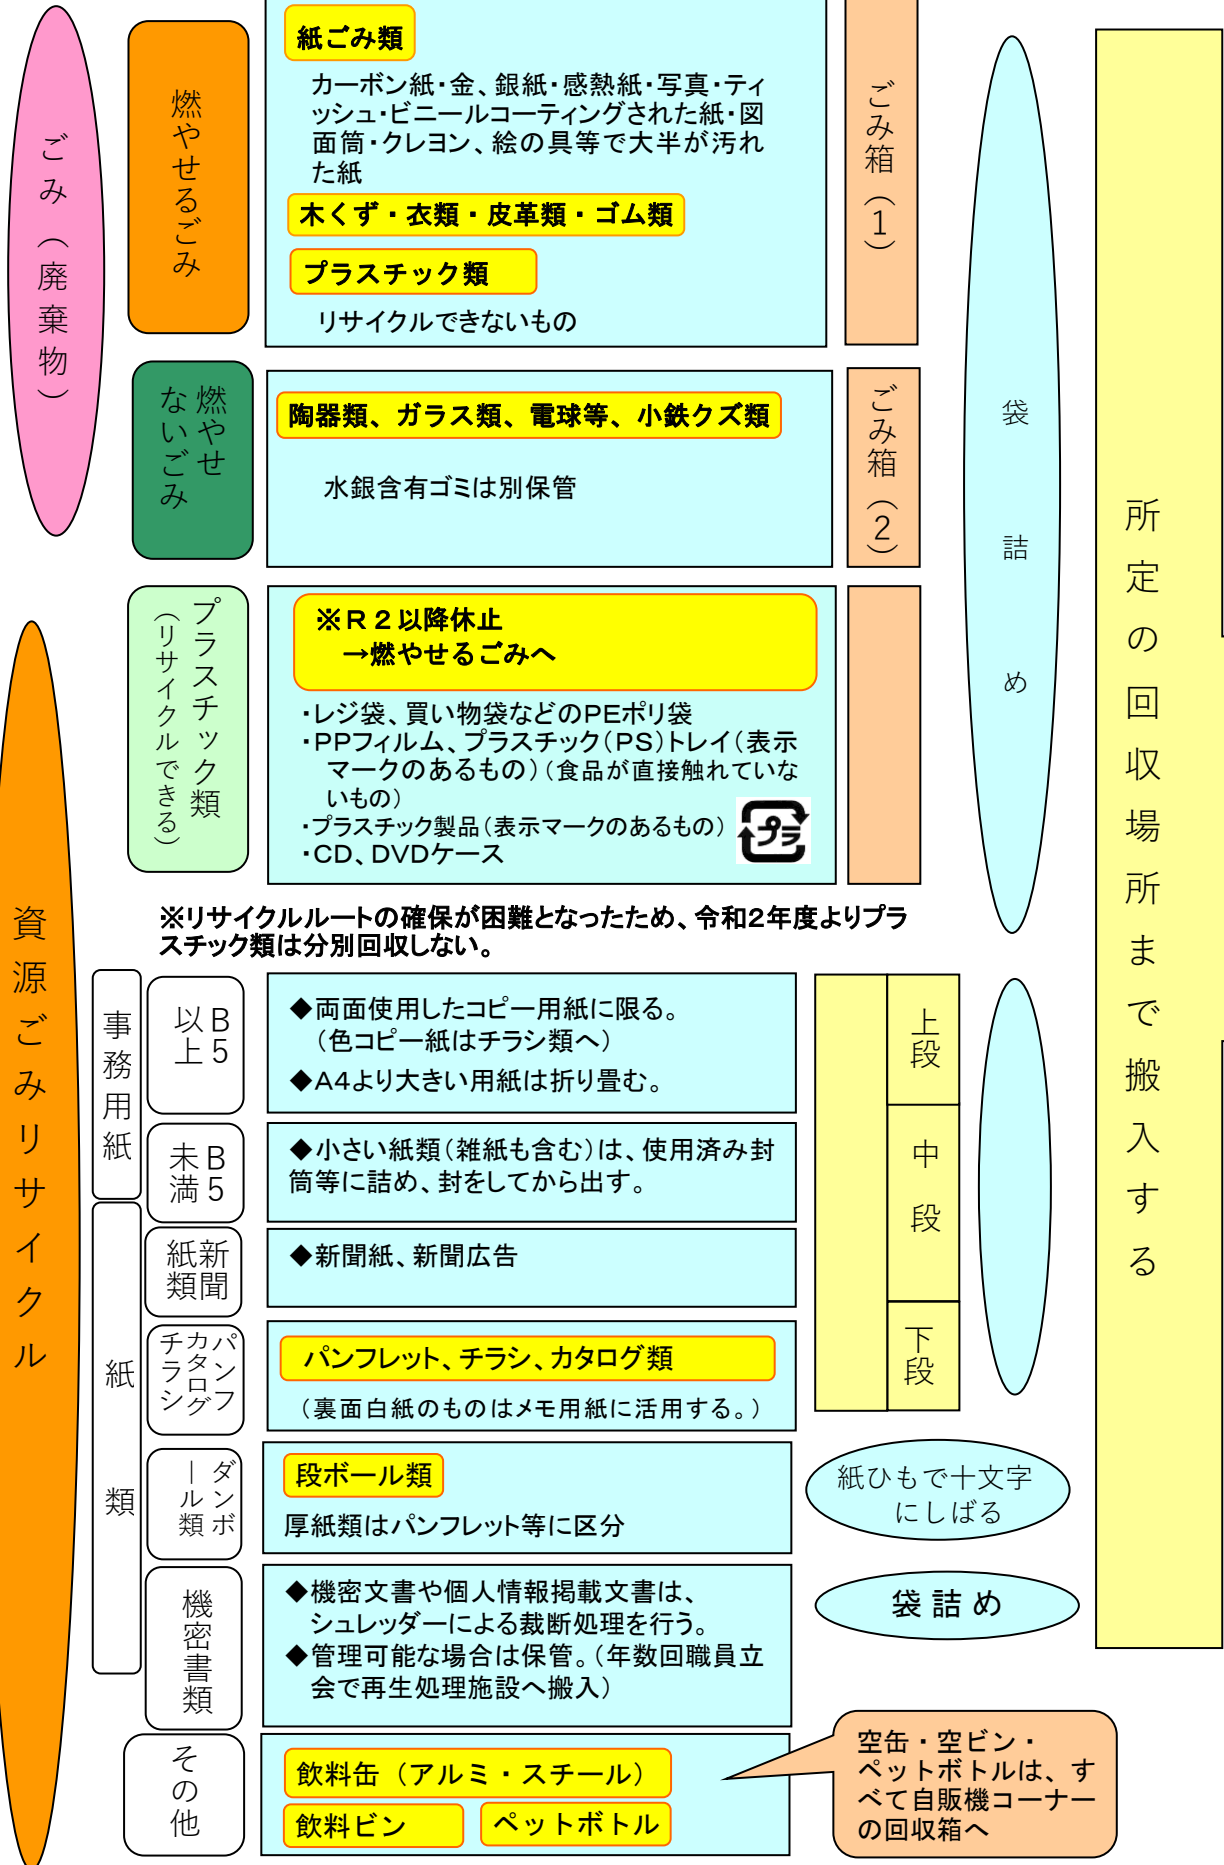 ごみ（廃棄物）
燃やせるごみ
紙ごみ類
カーボン紙・金、銀紙・感熱紙・写真・ティ
ッシュ・ビニールコーティングされた紙・図
面筒・クレヨン、絵の具等で大半が汚れ
た紙
木くず・衣類・皮革類・ゴム類
プラスチック類
リサイクルできないもの
ごみ箱（1）
燃やせ
ないごみ
陶器類、ガラス類、電球等、小鉄クズ類
水銀含有ゴミは別保管
ごみ箱（2）
袋詰め
所定の回収場所まで搬入する
資源ごみリサイクル
プラスチック類
（リサイクルできる）
※Ｒ２以降休止
→燃やせるごみへ
・レジ袋、買い物袋などのPEポリ袋
・PPフィルム、プラスチック（PS）トレイ（表示
マークのあるもの）（食品が直接触れていな
いもの）
・プラスチック製品（表示マークのあるもの）
・CD、DVDケース
プラ
※リサイクルルートの確保が困難となったため、令和2年度よりプラ
スチック類は分別回収しない。
事務用紙
B5
以上
◆両面使用したコピー用紙に限る。
（色コピー紙はチラシ類へ）
◆A4より大きい用紙は折り畳む。
上段
B5
未満
◆小さい紙類（雑紙も含む）は、使用済み封
筒等に詰め、封をしてから出す。
中段
紙類
新聞
紙類
◆新聞紙、新聞広告
パンフ
カタログ
チラシ
パンフレット、チラシ、カタログ類
（裏面白紙のものはメモ用紙に活用する。）
下段
ダンボ
ール類
段ボール類
厚紙類はパンフレット等に区分
紙ひもで十文字
にしばる
機密書類
◆機密文書や個人情報掲載文書は、
シュレッダーによる裁断処理を行う。
◆管理可能な場合は保管。（年数回職員立
会で再生処理施設へ搬入）
袋詰め
その他
飲料缶（アルミ・スチール）
飲料ビン
ペットボトル
空缶・空ビン・
ペットボトルは、す
べて自販機コーナー
の回収箱へ